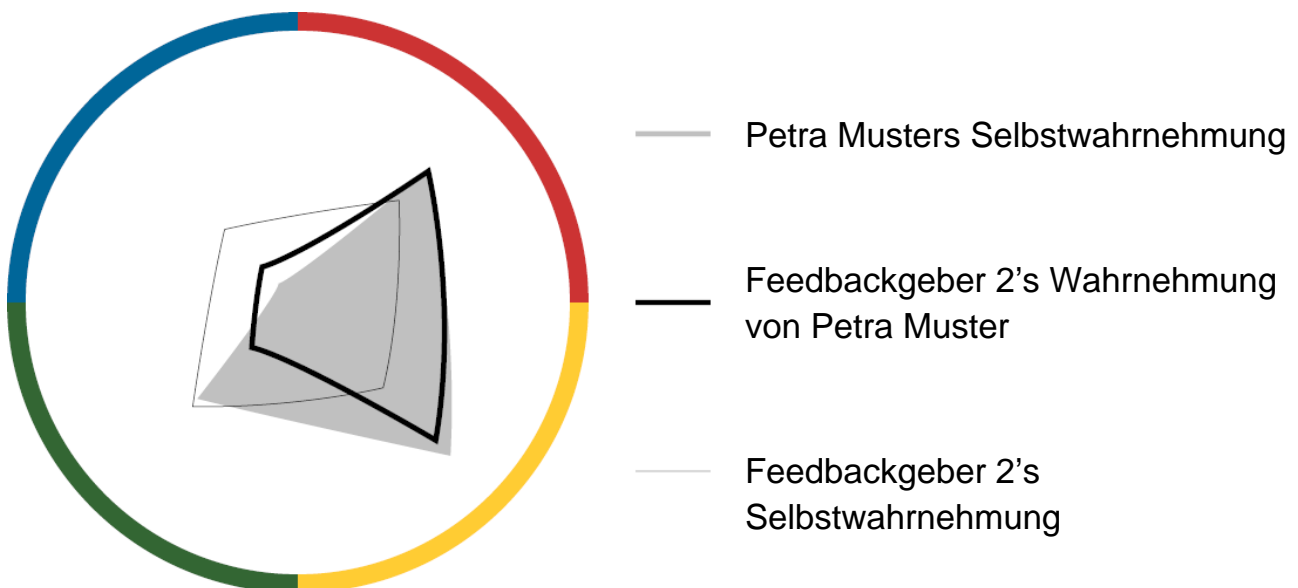 Petra Musters Selbstwahrnehmung
Feedbackgeber 2’s Wahrnehmung
von Petra Muster
Feedbackgeber 2’s
Selbstwahrnehmung